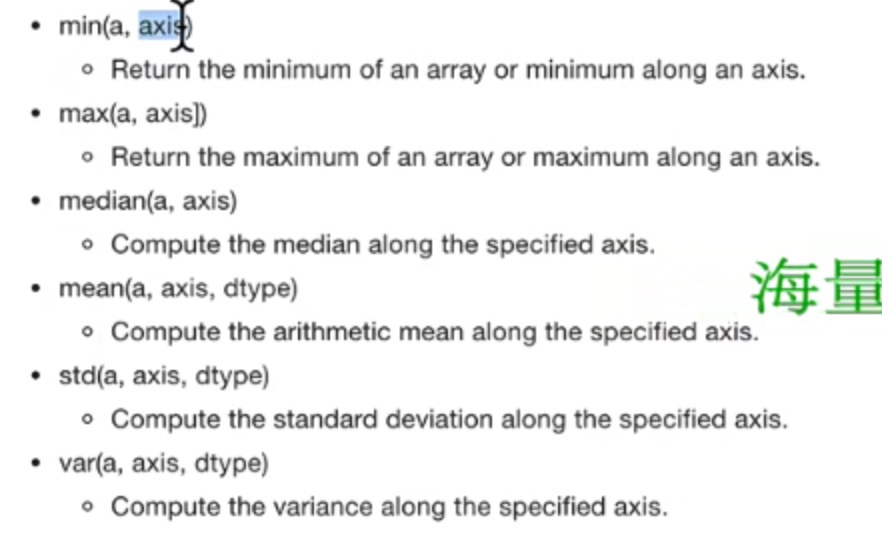 • min(a, axis)
◦ Return the minimum of an array or minimum along an axis.
• max(a, axis])
◦ Return the maximum of an array or maximum along an axis.
• median(a, axis)
◦ Compute the median along the specified axis.
• mean(a, axis, dtype)
海量
◦ Compute the arithmetic mean along the specified axis.
• std(a, axis, dtype)
◦ Compute the standard deviation along the specified axis.
• var(a, axis, dtype)
◦ Compute the variance along the specified axis.